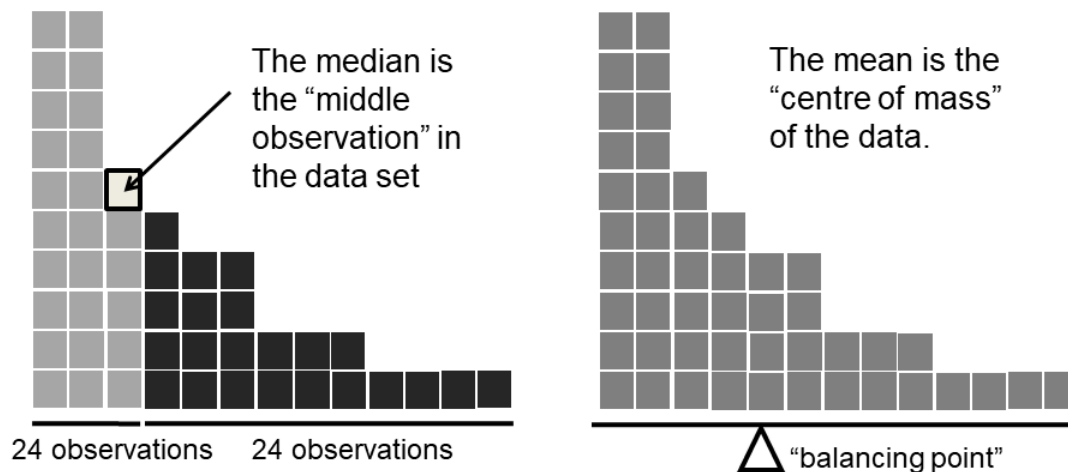 The median is
the “middle
observation” in
the data set
24 observations
24 observations
The mean is the
“centre of mass”
of the data.
“balancing point”